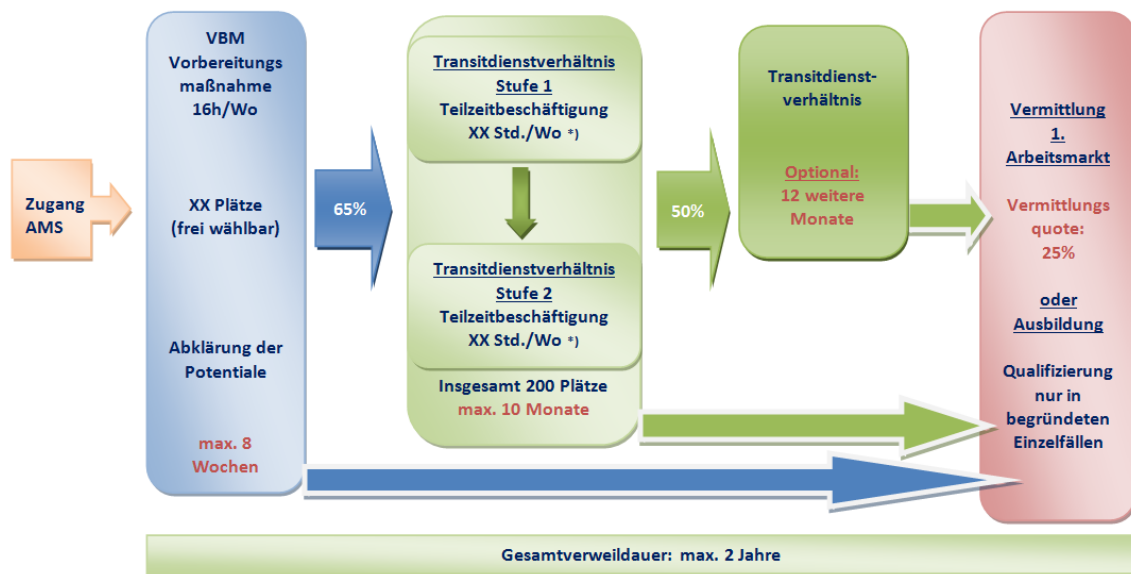 Zugang
AMS
VBM
Vorbereitungs
maßnahme
16h/Wo
XX Plätze
(frei wählbar)
Abklärung der
Potentiale
max. 8
Wochen
65%
Transitdienstverhältnis
Stufe 1
Teilzeitbeschäftigung
XX Std./Wo *)
Transitdienstverhältnis
Stufe 2
Teilzeitbeschäftigung
XX Std./Wo *)
Insgesamt 200 Plätze
max. 10 Monate
50%
Transitdienst-
verhältnis
Optional:
12 weitere
Monate
Vermittlung
1.
Arbeitsmarkt
Vermittlungs
quote:
25%
oder
Ausbildung
Qualifizierung
nur in
begründeten
Einzelfällen
Gesamtverweildauer: max. 2 Jahre